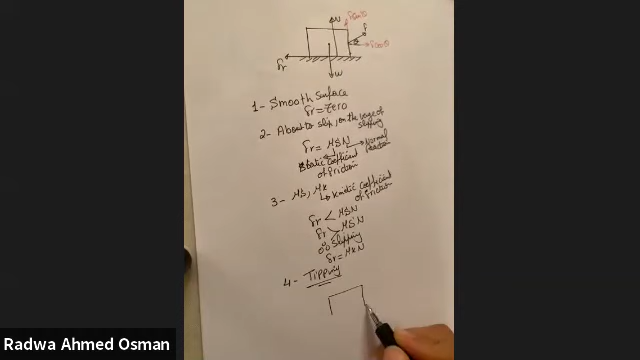 N
Fsinθ
F
θ
Fcosθ
Fr
W
1- Smooth Surface
Fr = Zero
2- About to slip, on the verge of slipping
Fr = μsN
Normal Reaction
Static coefficient of friction
3- μs, μk
kinetic coefficient of friction
Fr < μsN
Fr > μsN
∴ Slipping
Fr = μkN
4- Tipping
Radwa Ahmed Osman